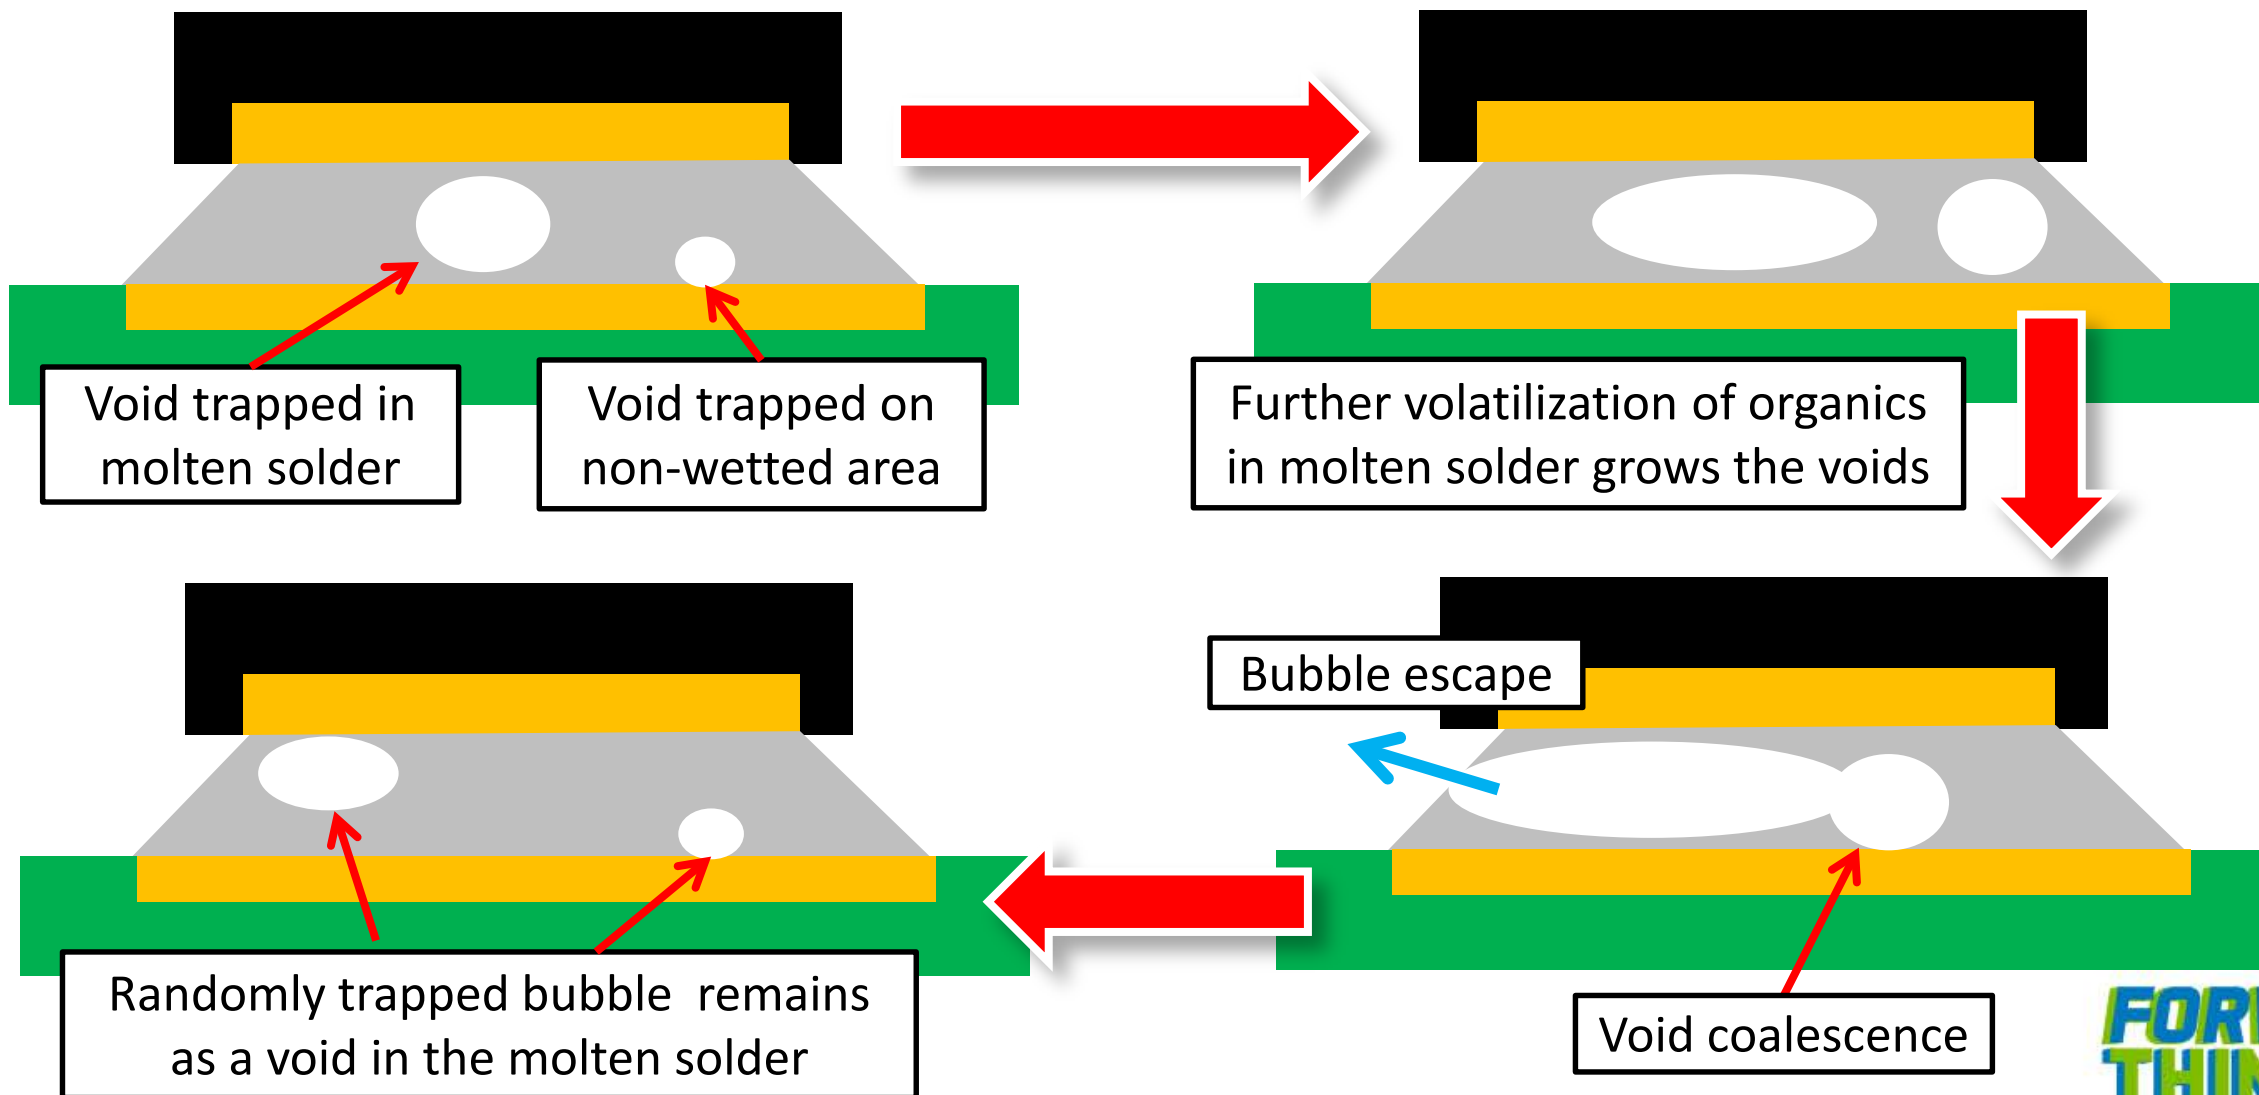 Void trapped in
molten solder
Void trapped on
non-wetted area
Further volatilization of organics
in molten solder grows the voids
Bubble escape
Void coalescence
Randomly trapped bubble  remains
as a void in the molten solder